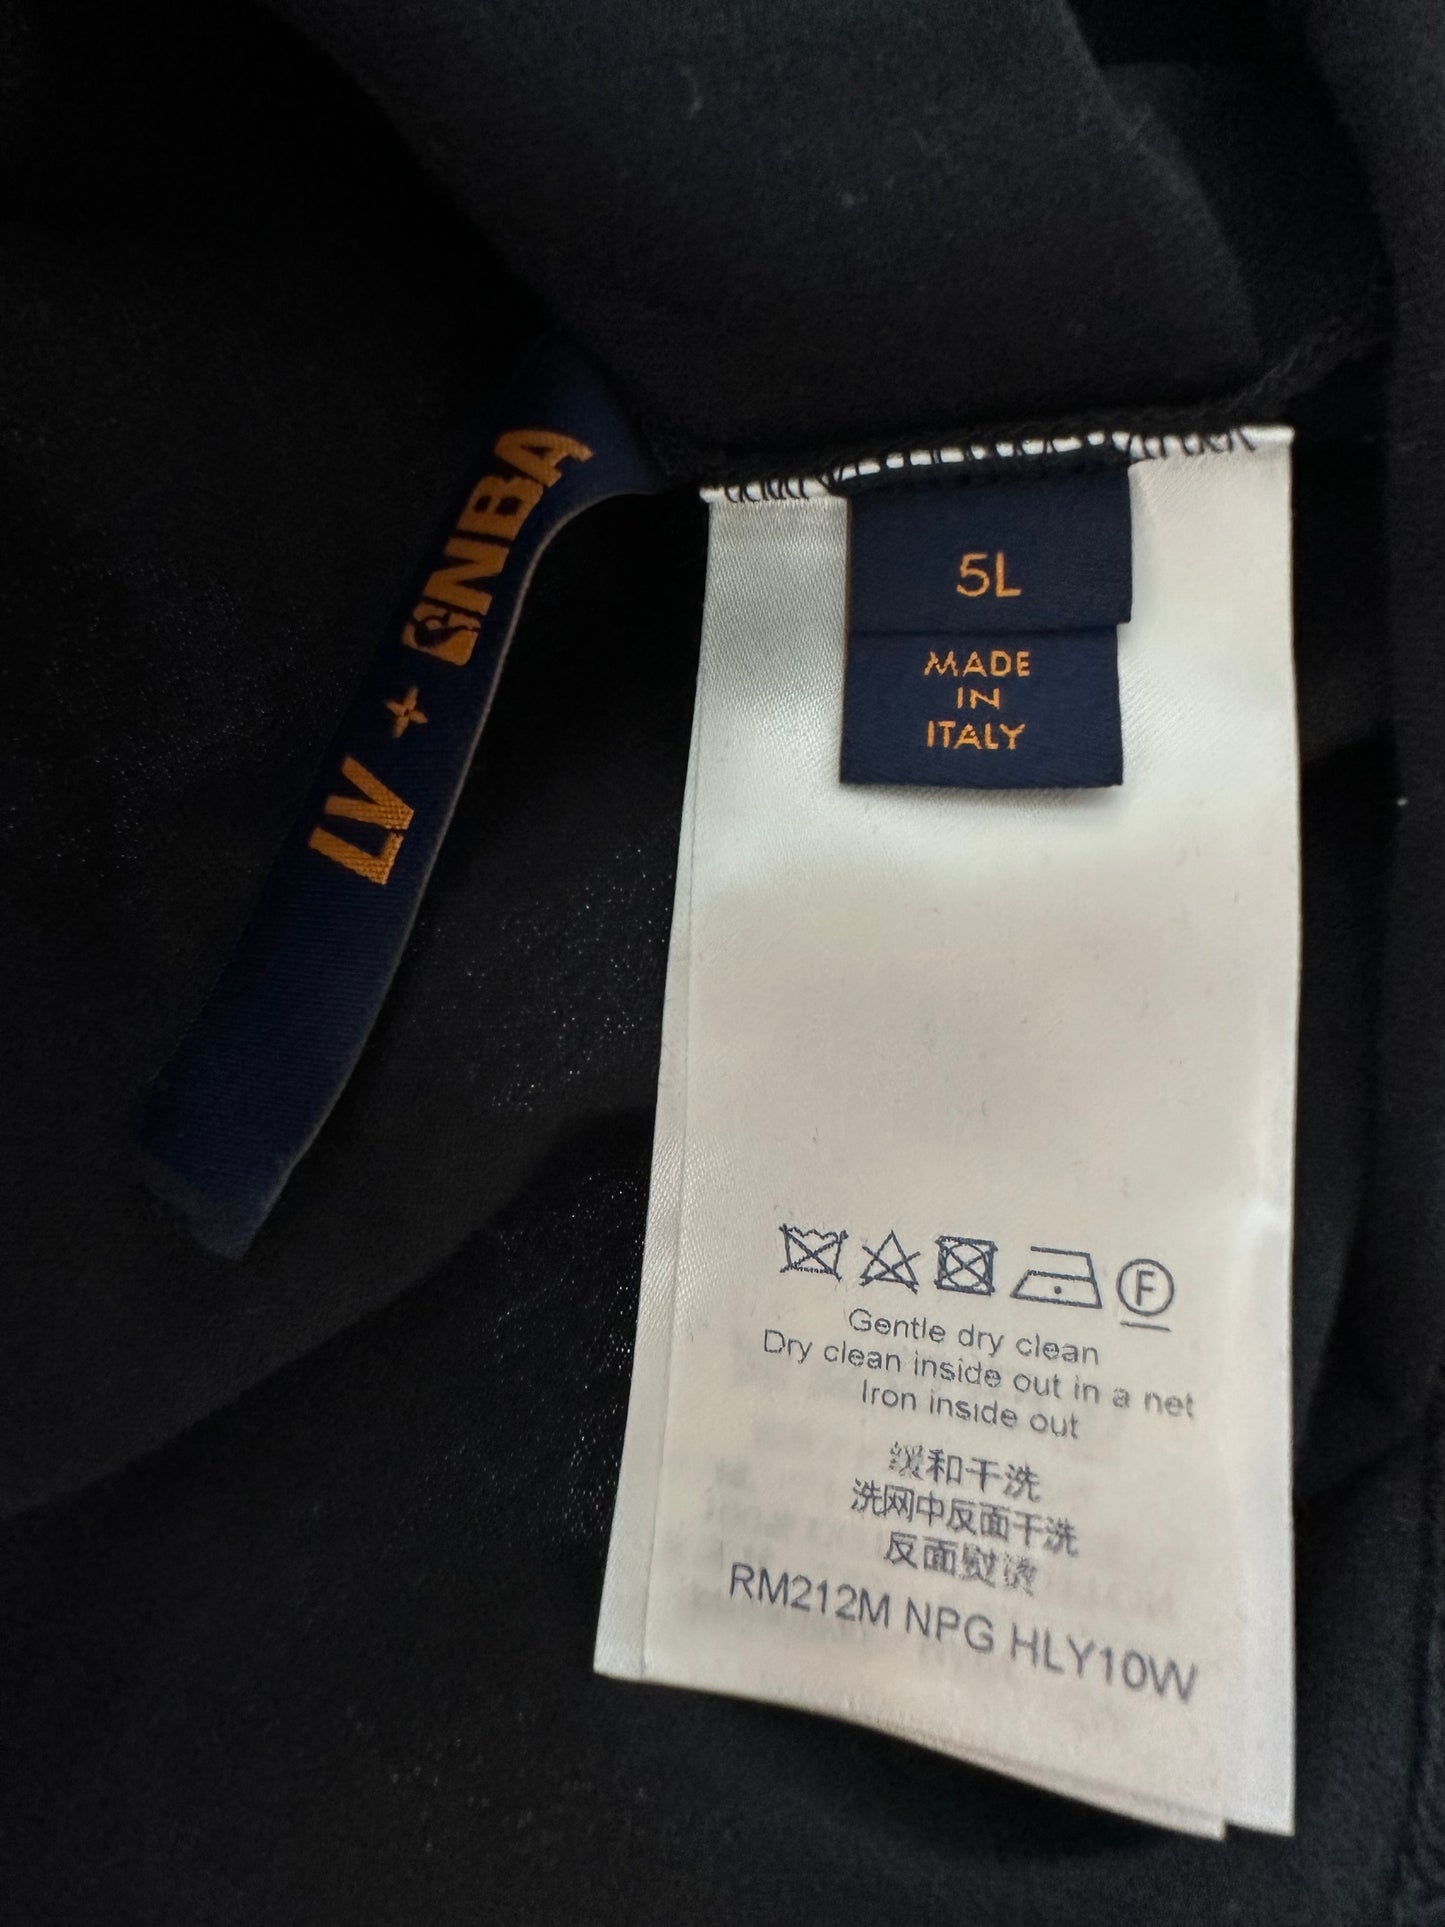 LV NBA
5L
MADE
IN
ITALY
F
Gentle dry clean
Dry clean inside out in a net
Iron inside out
缓和干洗
洗网中反面干洗
反面熨烫
RM212M NPG HLY10W